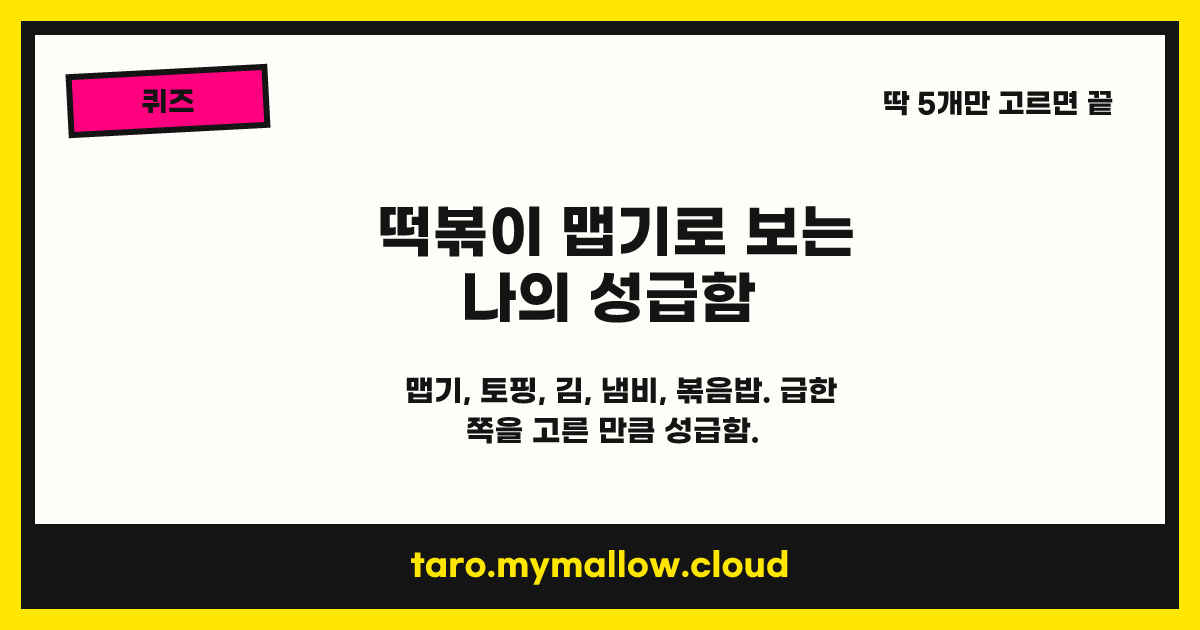 퀴즈
딱 5개만 고르면 끝
떡볶이 맵기로 보는
나의 성급함
맵기, 토핑, 김, 냄비, 볶음밥. 급한
쪽을 고른 만큼 성급함.
taro.mymallow.cloud